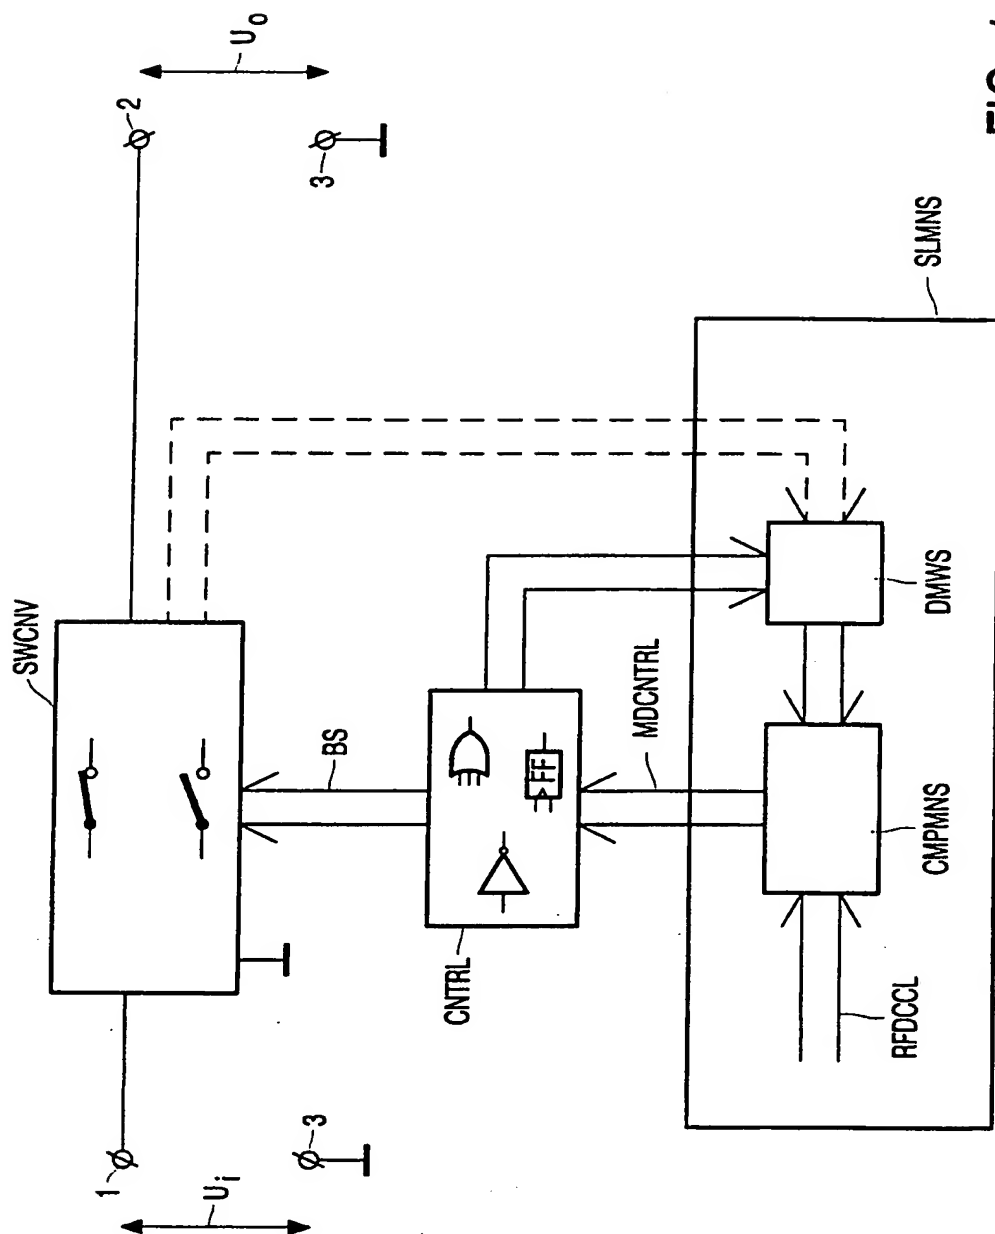 U₀
2
3
SWCNV
BS
FF
CNTRL
MDCNTRL
SLMNS
DMWS
CMPMNS
RFDCCL
1
3
Uᵢ